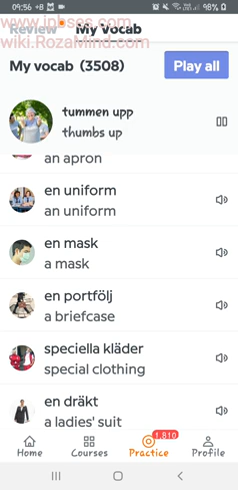 09:56 +8
98%
www.inpses.com
Review
My Vocab
wiki.RozaMind.com
My vocab (3508)
Play all
tummen upp
thumbs up
an apron
en uniform
an uniform
en mask
a mask
en portfölj
a briefcase
speciella kläder
special clothing
en dräkt
a ladies' suit
1,810
Home
Courses
Practice
Profile